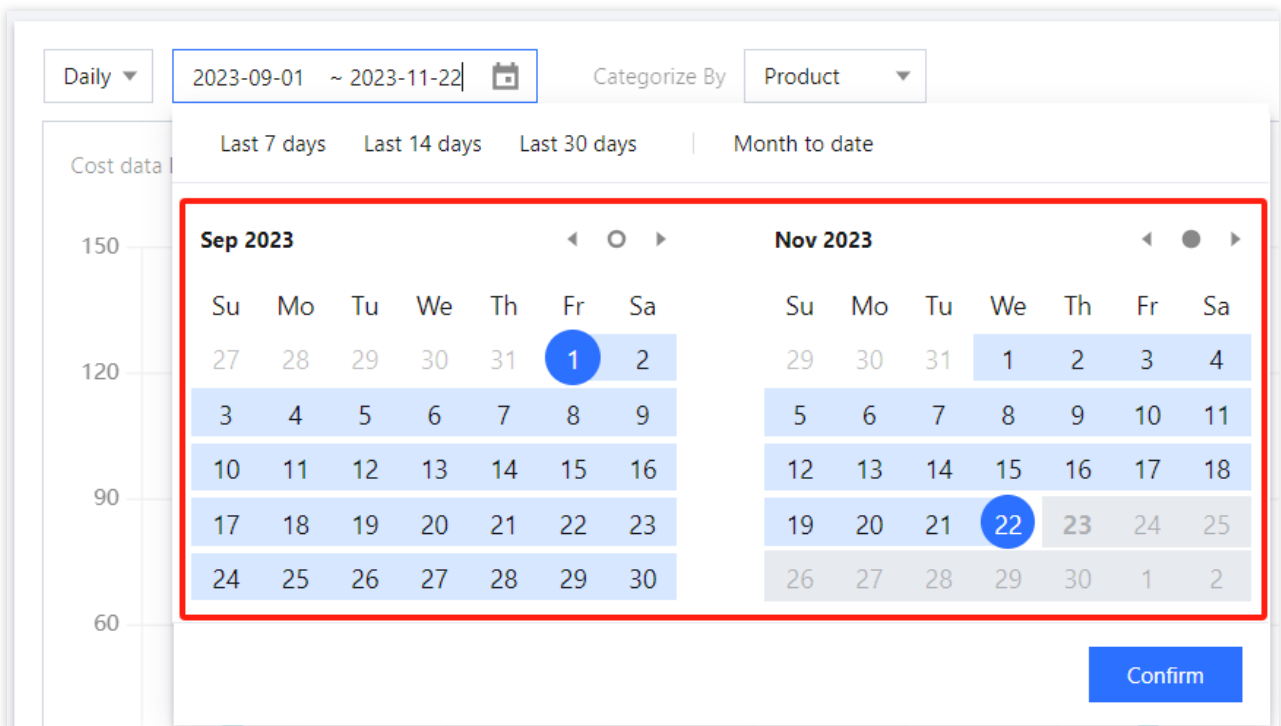 Daily 2023-09-01 ~ 2023-11-22 Categorize By Product
Last 7 days Last 14 days Last 30 days Month to date
Cost data
150
120
90
60
Sep 2023
Su Mo Tu We Th Fr Sa
27 28 29 30 31 1 2
3 4 5 6 7 8 9
10 11 12 13 14 15 16
17 18 19 20 21 22 23
24 25 26 27 28 29 30
Nov 2023
Su Mo Tu We Th Fr Sa
29 30 31 1 2 3 4
5 6 7 8 9 10 11
12 13 14 15 16 17 18
19 20 21 22 23 24 25
26 27 28 29 30 1 2
Confirm